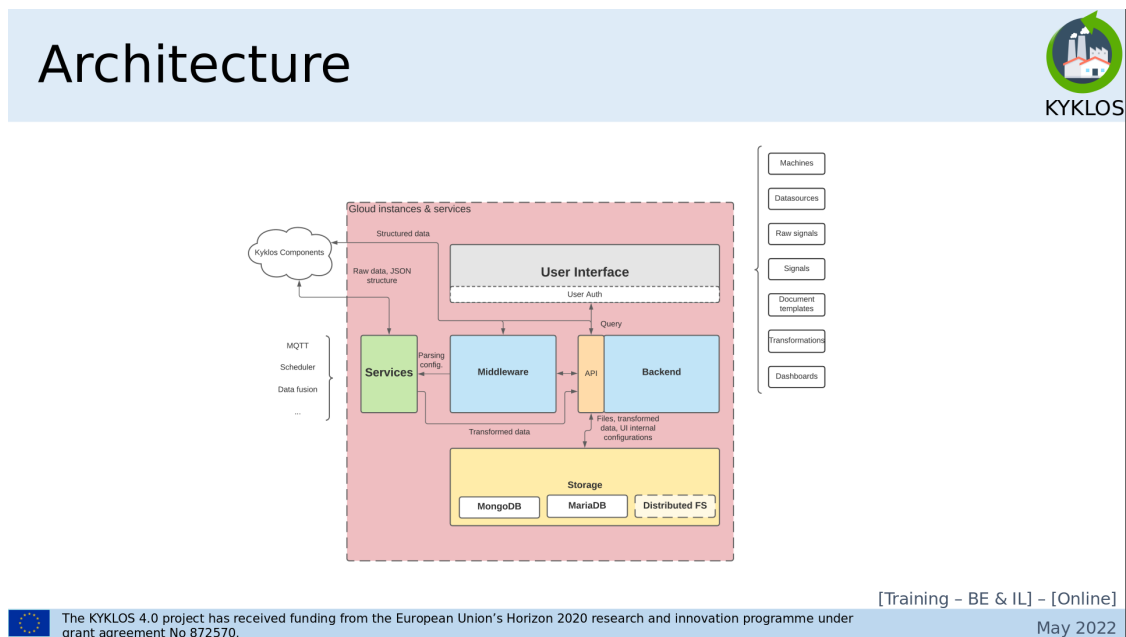 Architecture
KYKLOS
Gloud instances & services
Structured data
Kyklos Components
Raw data, JSON
structure
User Interface
User Auth
Query
MQTT
Scheduler
Data fusion
...
Services
Parsing
config.
Middleware
API
Backend
Transformed data
Files, transformed
data, UI internal
configurations
Storage
MongoDB
MariaDB
Distributed FS
Machines
Datasources
Raw signals
Signals
Document
templates
Transformations
Dashboards
[Training – BE & IL] – [Online]
The KYKLOS 4.0 project has received funding from the European Union’s Horizon 2020 research and innovation programme under
grant agreement No 872570.
May 2022